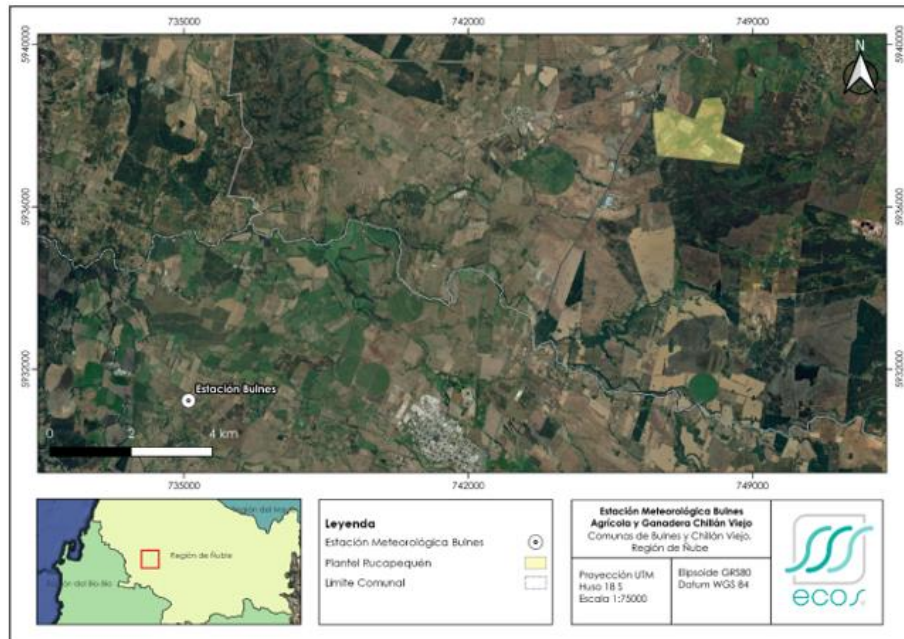 735000
742000
749000
5940000
5940000
N
5936000
5936000
5932000
5932000
Estación Bulnes
0
2
4 km
735000
742000
749000
Región de Ñuble
Leyenda
Estación Meteorológica Bulnes
Plantel Rucapequén
Límite Comunal
Estación Meteorológica Bulnes
Agrícola y Ganadera Chillán Viejo
Comunas de Bulnes y Chillán Viejo,
Región de Ñube
Proyección UTM
Huso 18 S
Escala 1:75000
Elipsoide GRS80
Datum WGS 84
ecos